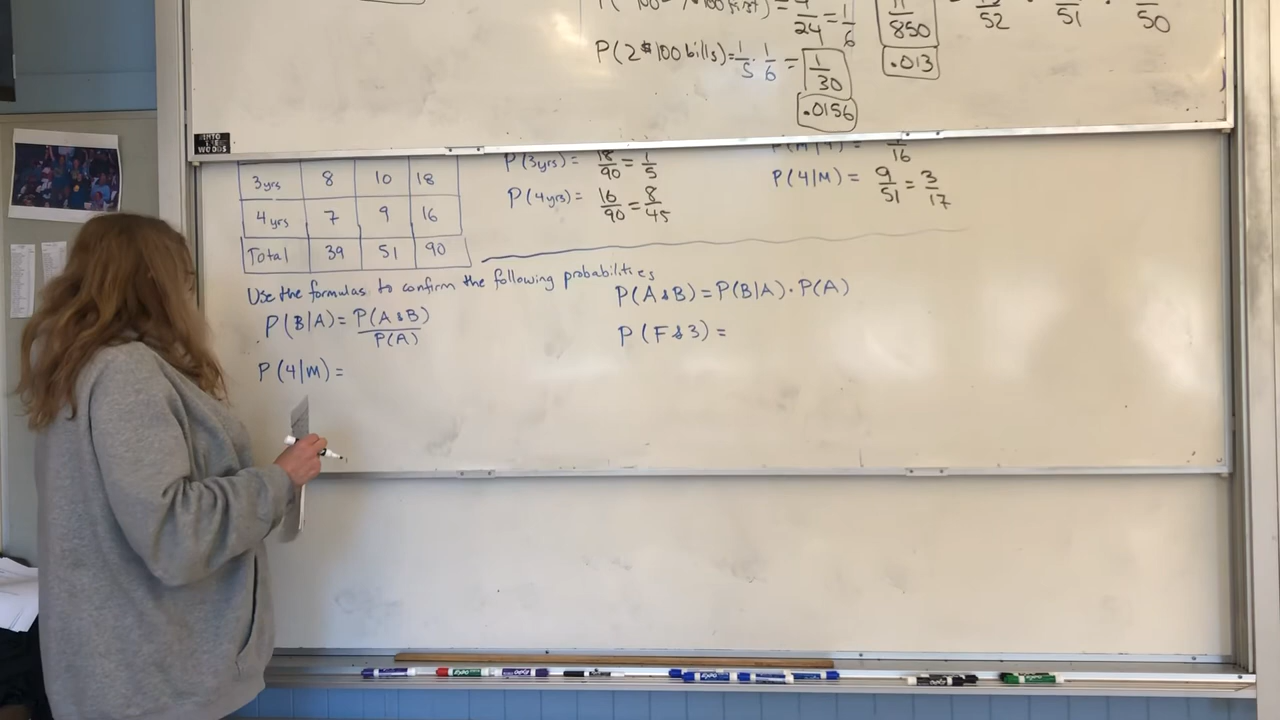 24 = 1/6
11/850
52 51 50
P(2 $100 bills) = 1/5 · 1/6 = 1/30
.013
.0156
INTO THE WOODS
3yrs 8 10 18
P(3yrs) = 18/90 = 1/5
16
4yrs 7 9 16
P(4yrs) = 16/90 = 8/45
P(4|M) = 9/51 = 3/17
Total 39 51 90
Use the formulas to confirm the following probabilities
P(B|A) = P(A & B)/P(A)
P(A & B) = P(B|A) · P(A)
P(4|M) =
P(F & 3) =